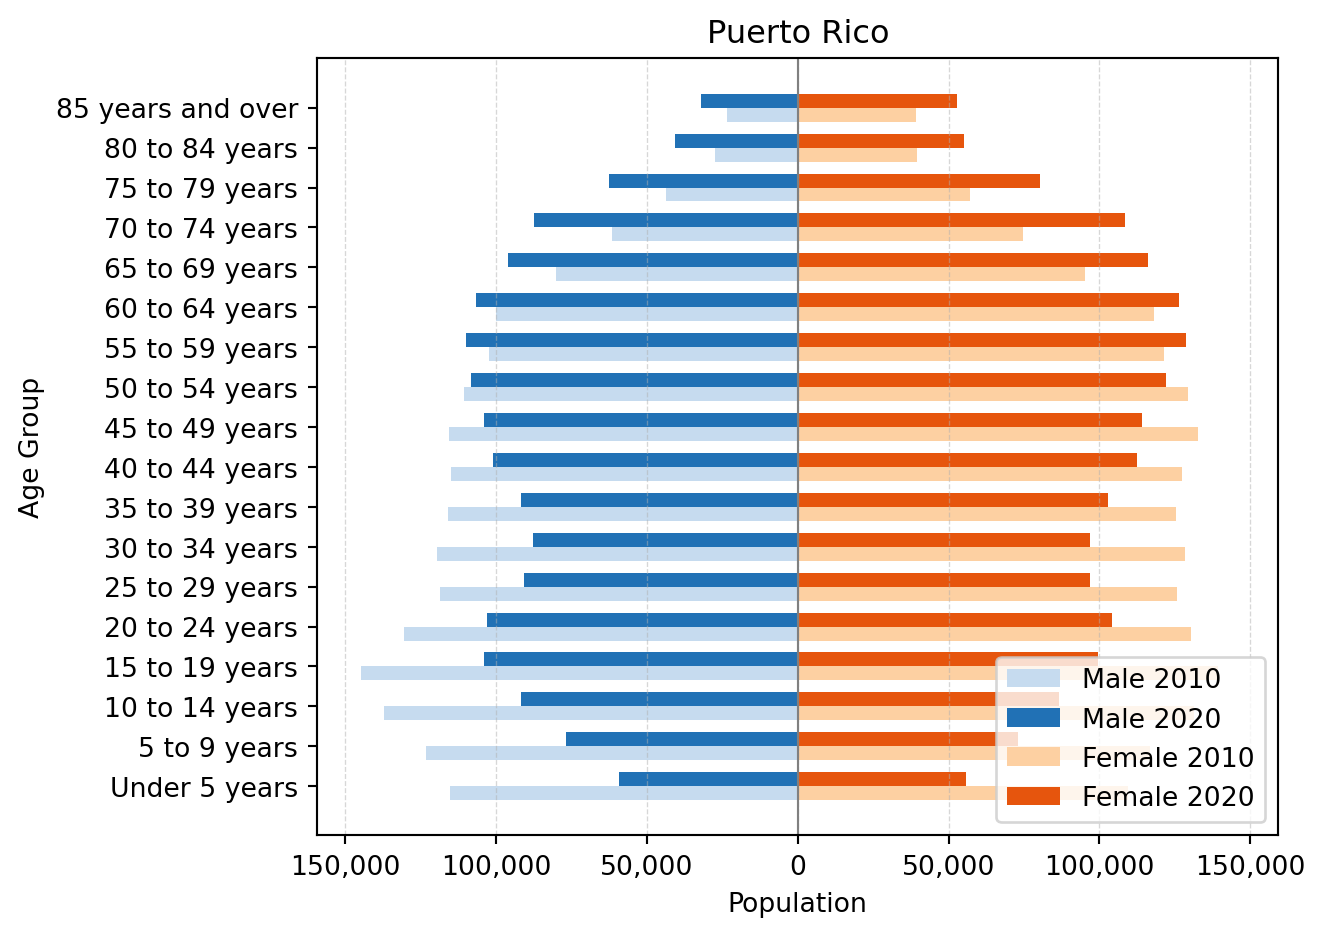 Puerto Rico
85 years and over
80 to 84 years
75 to 79 years
70 to 74 years
65 to 69 years
60 to 64 years
55 to 59 years
50 to 54 years
45 to 49 years
40 to 44 years
35 to 39 years
30 to 34 years
25 to 29 years
20 to 24 years
15 to 19 years
10 to 14 years
5 to 9 years
Under 5 years
Age Group
Male 2010
Male 2020
Female 2010
Female 2020
150,000 100,000 50,000 0 50,000 100,000 150,000
Population